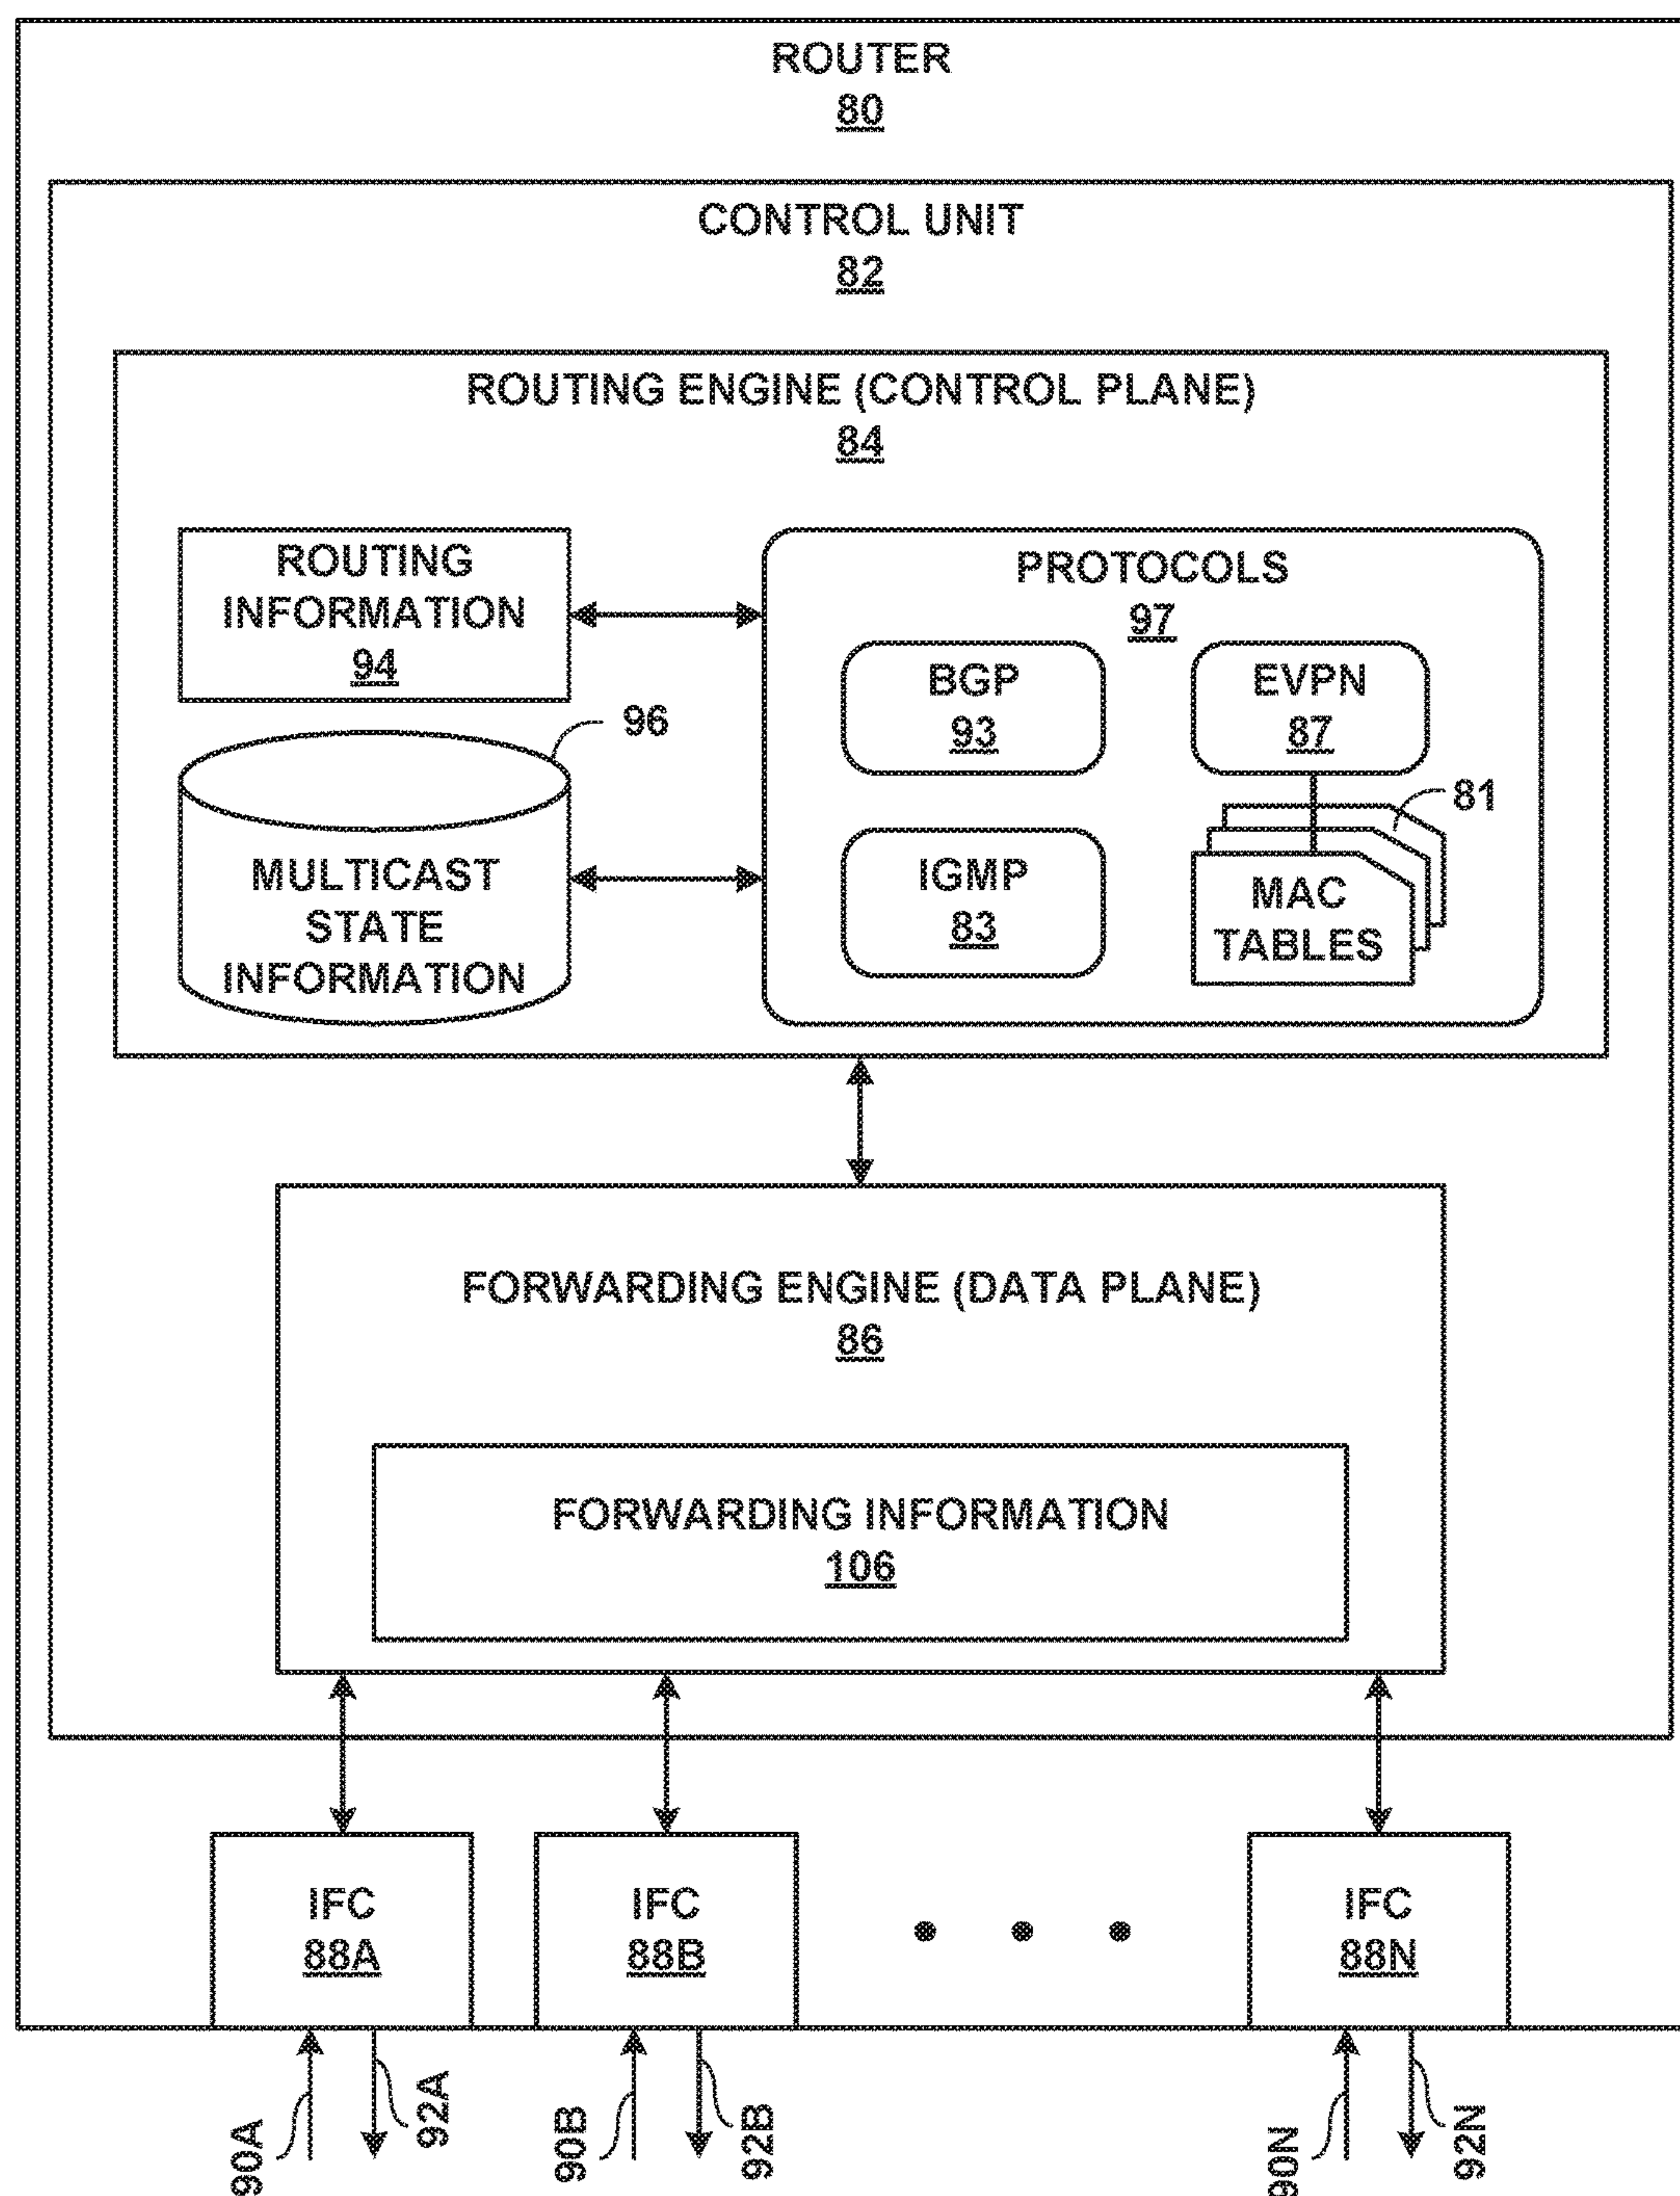 ROUTER
80
CONTROL UNIT
82
ROUTING ENGINE (CONTROL PLANE)
84
ROUTING
INFORMATION
94
96
MULTICAST
STATE
INFORMATION
PROTOCOLS
97
BGP
93
EVPN
87
81
IGMP
83
MAC
TABLES
FORWARDING ENGINE (DATA PLANE)
86
FORWARDING INFORMATION
106
IFC
88A
IFC
88B
IFC
88N
90A
92A
90B
92B
90N
92N